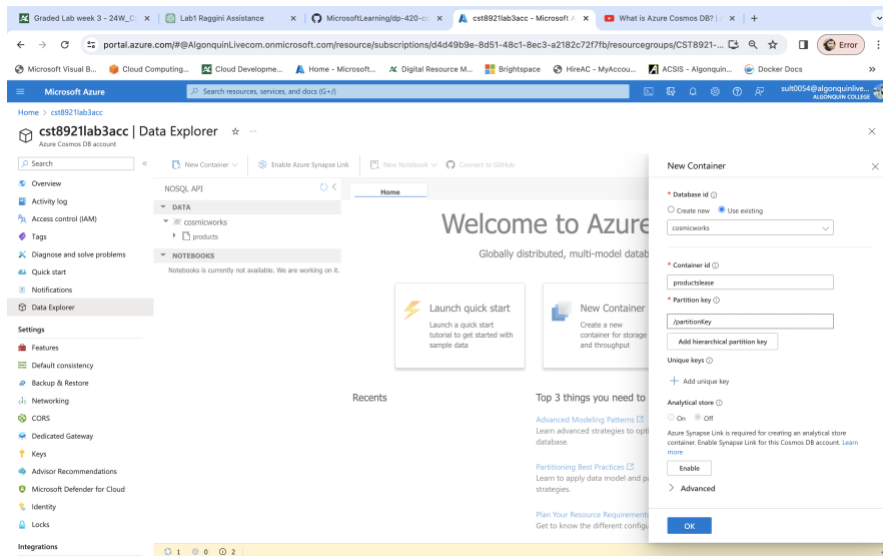 Graded Lab week 3 - 24W_C
Lab1 Raggini Assistance
MicrosoftLearning/dp-420-c
cst8921lab3acc - Microsoft A
What is Azure Cosmos DB? |
portal.azure.com/#@AlgonquinLivecom.onmicrosoft.com/resource/subscriptions/d4d49b9e-8d51-48c1-8ec3-a2182c72f7fb/resourcegroups/CST8921-...
Error
Microsoft Visual B...
Cloud Computing...
Cloud Developme...
Home - Microsoft...
Digital Resource M...
Brightspace
HireAC - MyAccou...
ACSIS - Algonquin...
Docker Docs
Microsoft Azure
Search resources, services, and docs (G+/)
sult0054@algonquinlive...
ALGONQUIN COLLEGE
Home > cst8921lab3acc >
cst8921lab3acc | Data Explorer
Azure Cosmos DB account
Search
Overview
Activity log
Access control (IAM)
Tags
Diagnose and solve problems
Quick start
Notifications
Data Explorer
Settings
Features
Default consistency
Backup & Restore
Networking
CORS
Dedicated Gateway
Keys
Advisor Recommendations
Microsoft Defender for Cloud
Identity
Locks
Integrations
New Container
Enable Azure Synapse Link
New Notebook
Connect to GitHub
NOSQL API
DATA
cosmicworks
products
NOTEBOOKS
Notebooks is currently not available. We are working on it.
Home
Welcome to Azure
Globally distributed, multi-model datab
Launch quick start
Launch a quick start
tutorial to get started with
sample data
New Container
Create a new
container for storage
and throughput
Recents
Top 3 things you need to
Advanced Modeling Patterns
Learn advanced strategies to opti
database.
Partitioning Best Practices
Learn to apply data model and pa
strategies.
Plan Your Resource Requirement
Get to know the different configu
1 0 2
New Container
* Database id
Create new Use existing
cosmicworks
* Container id
productslease
* Partition key
/partitionKey
Add hierarchical partition key
Unique keys
+ Add unique key
Analytical store
On Off
Azure Synapse Link is required for creating an analytical store
container. Enable Synapse Link for this Cosmos DB account. Learn
more
Enable
> Advanced
OK